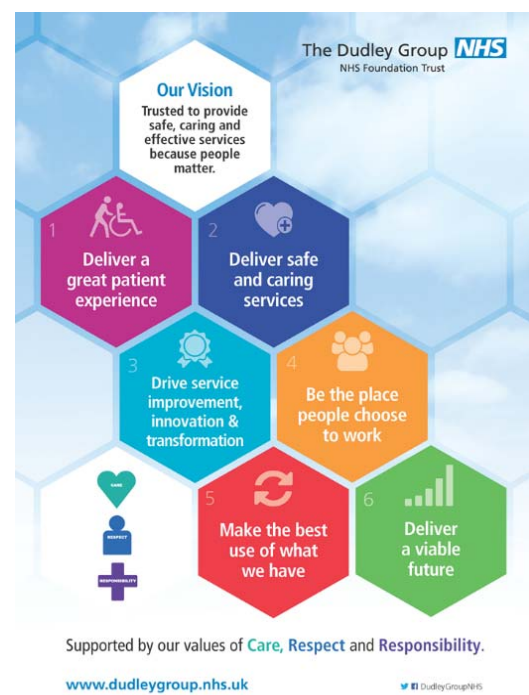 The Dudley Group NHS
NHS Foundation Trust
Our Vision
Trusted to provide
safe, caring and
effective services
because people
matter.
1
Deliver a
great patient
experience
2
Deliver safe
and caring
services
3
Drive service
improvement,
innovation &
transformation
4
Be the place
people choose
to work
CARE
RESPECT
RESPONSIBILITY
5
Make the best
use of what
we have
6
Deliver
a viable
future
Supported by our values of Care, Respect and Responsibility.
www.dudleygroup.nhs.uk
DudleyGroupNHS